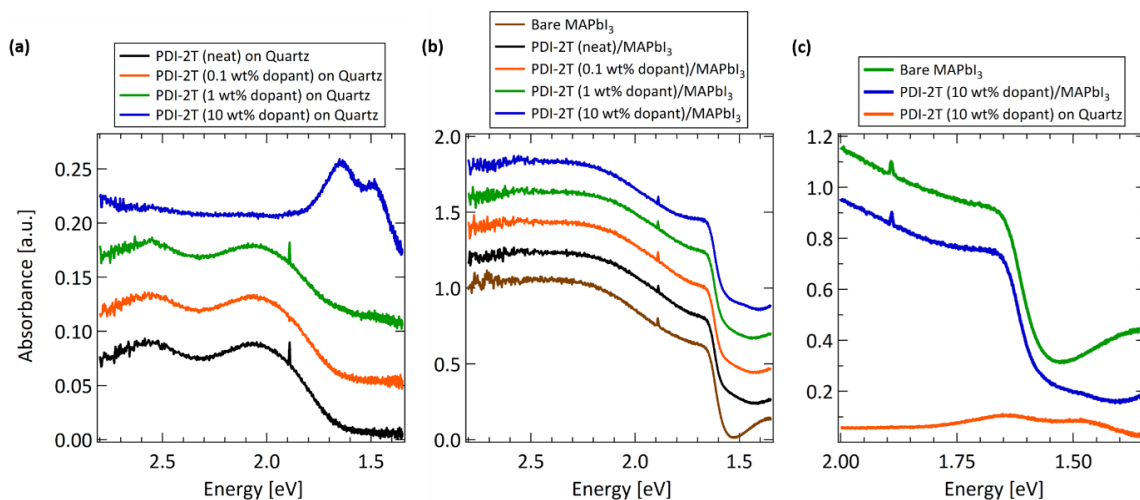 (a)
PDI-2T (neat) on Quartz
PDI-2T (0.1 wt% dopant) on Quartz
PDI-2T (1 wt% dopant) on Quartz
PDI-2T (10 wt% dopant) on Quartz
Absorbance [a.u.]
0.25
0.20
0.15
0.10
0.05
0.00
2.5
2.0
1.5
Energy [eV]
(b)
Bare MAPbI₃
PDI-2T (neat)/MAPbI₃
PDI-2T (0.1 wt% dopant)/MAPbI₃
PDI-2T (1 wt% dopant)/MAPbI₃
PDI-2T (10 wt% dopant)/MAPbI₃
2.0
1.5
1.0
0.5
0.0
2.5
2.0
1.5
Energy [eV]
(c)
Bare MAPbI₃
PDI-2T (10 wt% dopant)/MAPbI₃
PDI-2T (10 wt% dopant) on Quartz
1.2
1.0
0.8
0.6
0.4
0.2
2.00
1.75
1.50
Energy [eV]